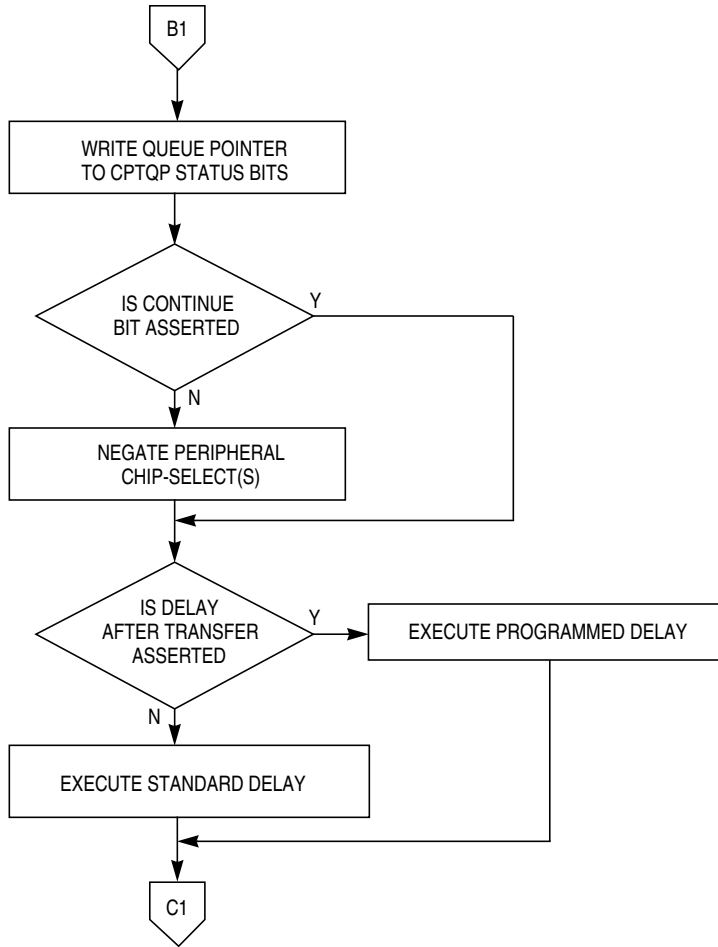 B1
WRITE QUEUE POINTER
TO CPTQP STATUS BITS
IS CONTINUE
BIT ASSERTED
Y
N
NEGATE PERIPHERAL
CHIP-SELECT(S)
IS DELAY
AFTER TRANSFER
ASSERTED
Y
EXECUTE PROGRAMMED DELAY
N
EXECUTE STANDARD DELAY
C1